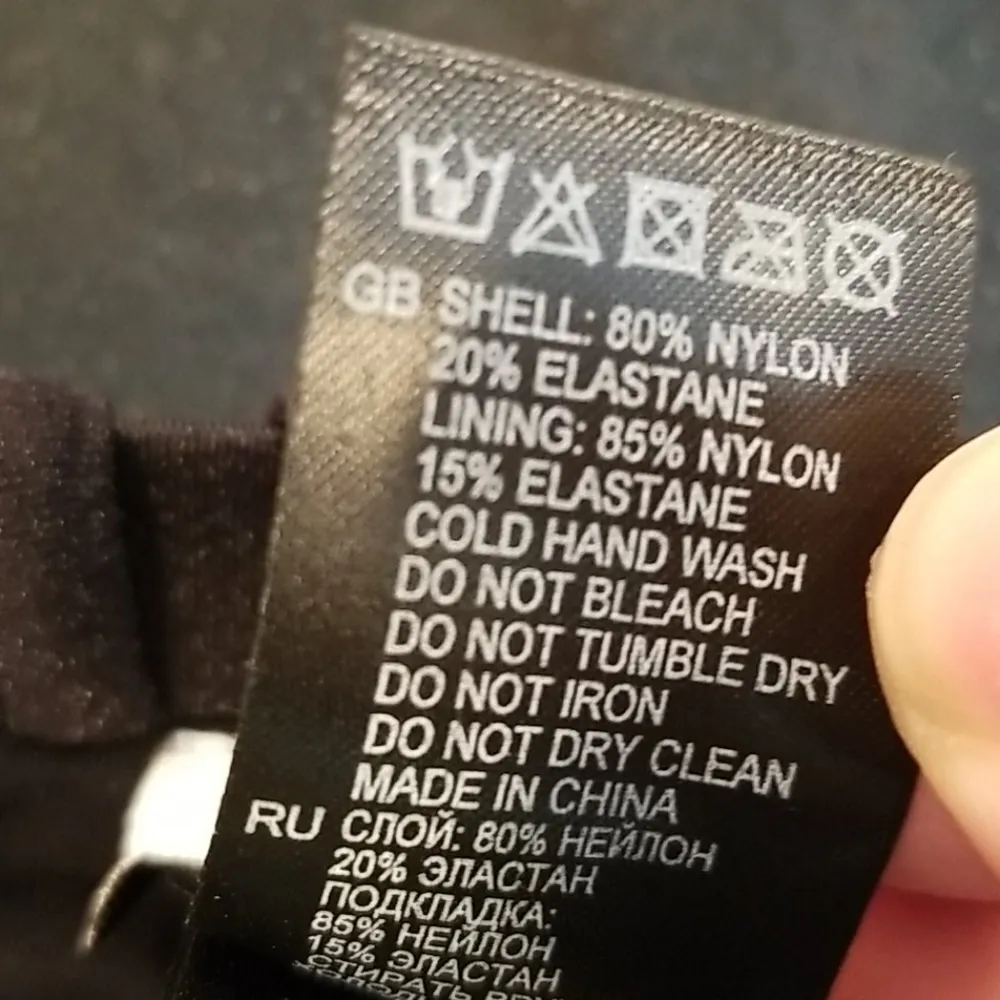 GB SHELL: 80% NYLON
20% ELASTANE
LINING: 85% NYLON
15% ELASTANE
COLD HAND WASH
DO NOT BLEACH
DO NOT TUMBLE DRY
DO NOT IRON
DO NOT DRY CLEAN
MADE IN CHINA
RU СЛОЙ: 80% НЕЙЛОН
20% ЭЛАСТАН
ПОДКЛАДКА:
85% НЕЙЛОН
15% ЭЛАСТАН
СТИРАТЬ